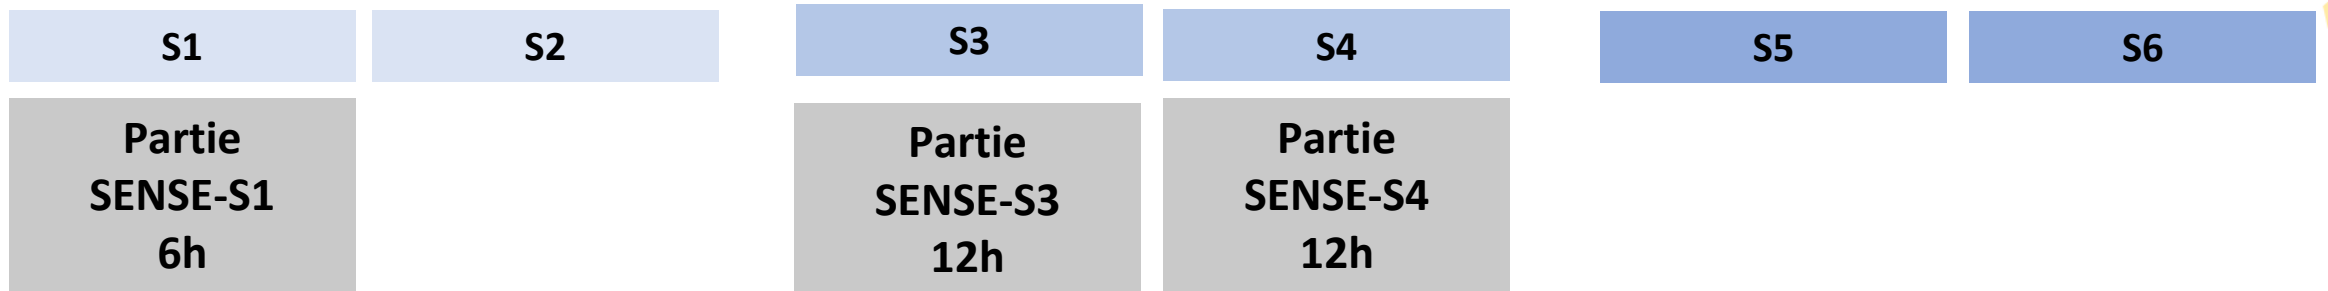 S1
S2
S3
S4
S5
S6
Partie
SENSE-S1
6h
Partie
SENSE-S3
12h
Partie
SENSE-S4
12h